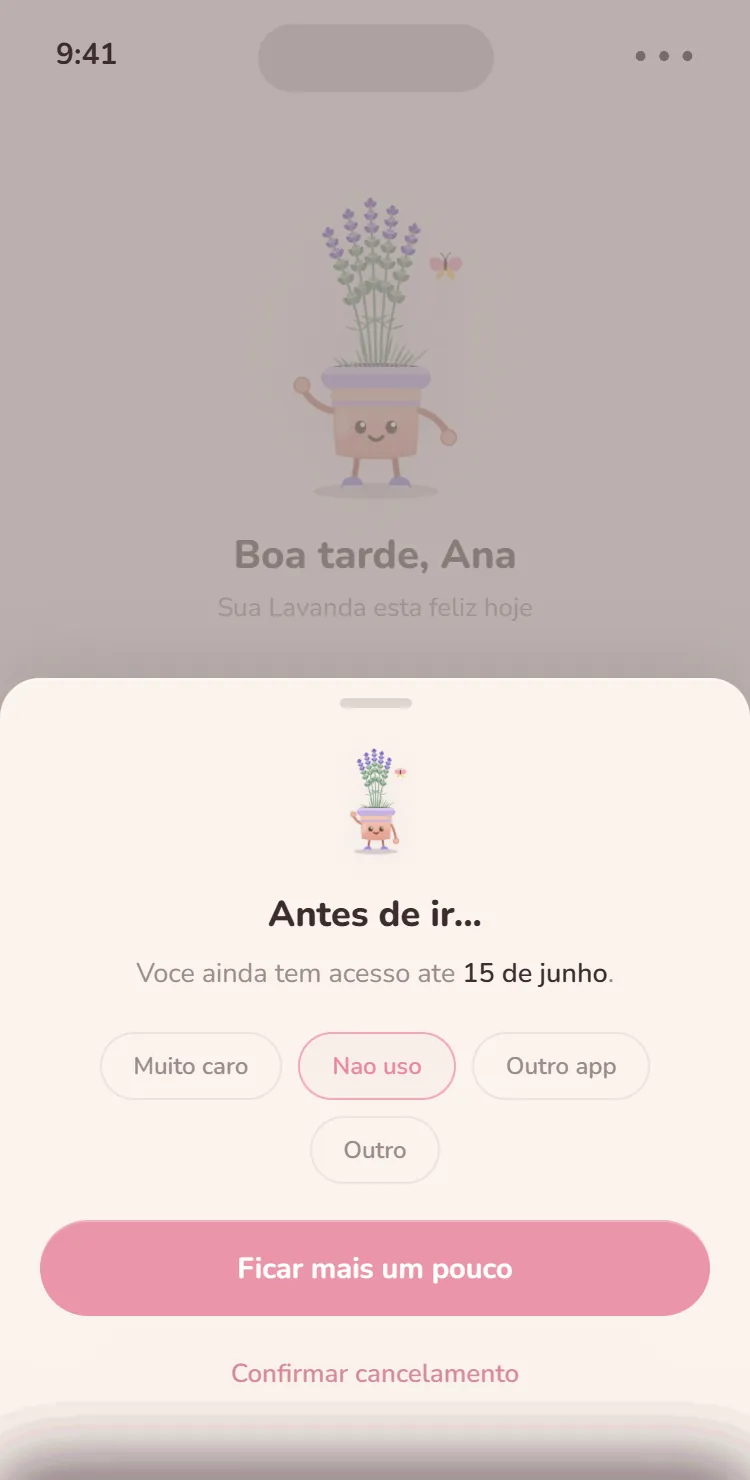 9:41
Boa tarde, Ana
Sua Lavanda esta feliz hoje
Antes de ir...
Voce ainda tem acesso ate 15 de junho.
Muito caro
Nao uso
Outro app
Outro
Ficar mais um pouco
Confirmar cancelamento